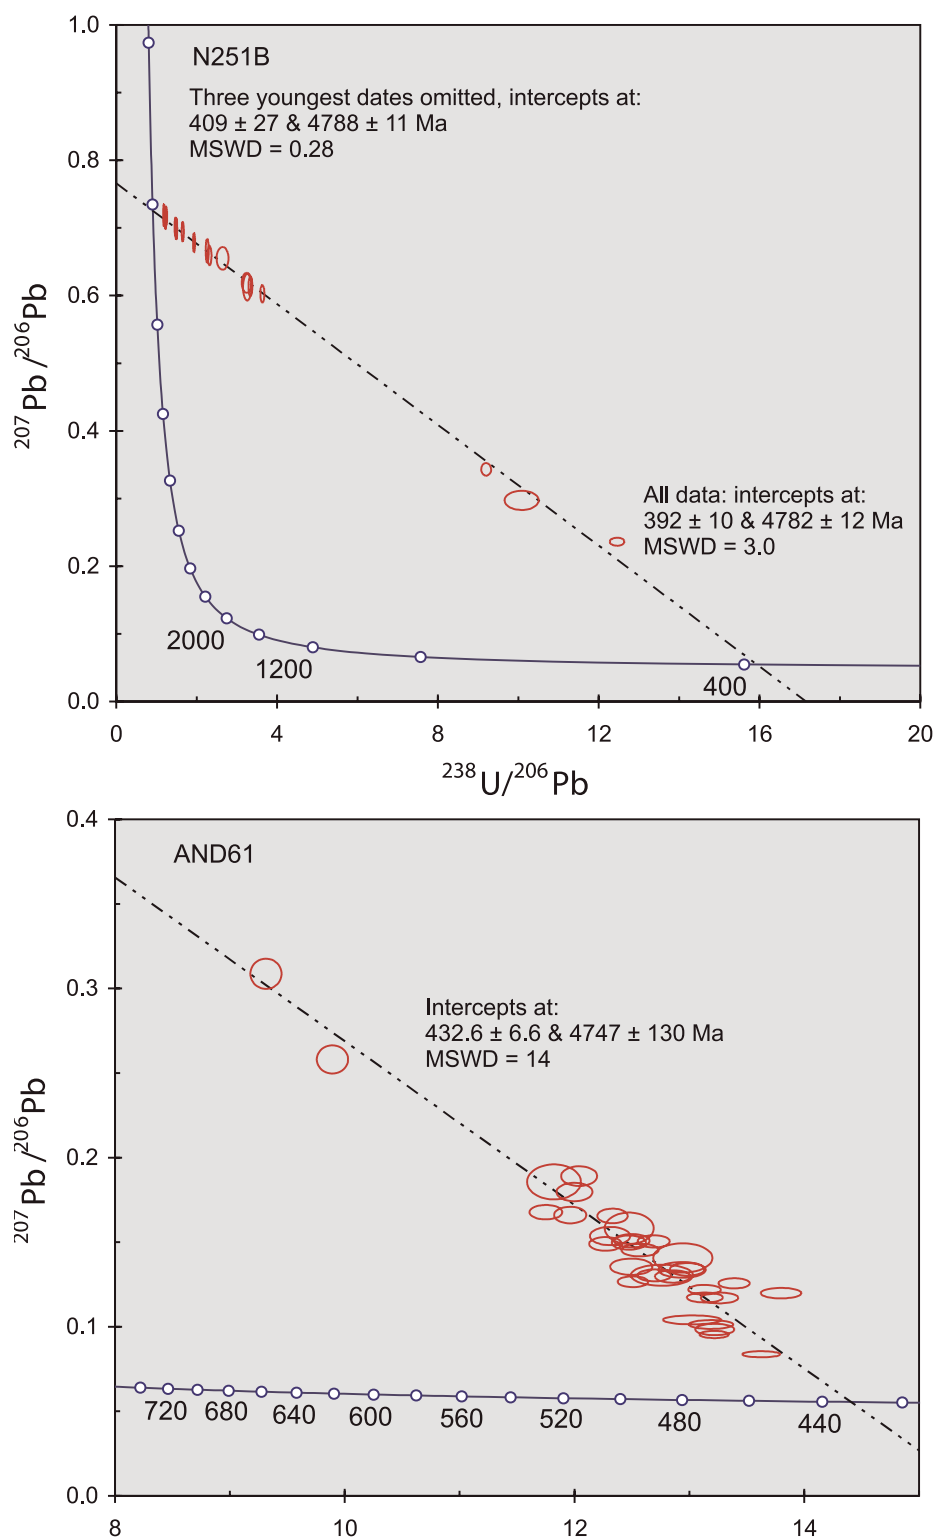 N251B
Three youngest dates omitted, intercepts at:
409 ± 27 & 4788 ± 11 Ma
MSWD = 0.28
1.0
0.8
0.6
0.4
0.2
0.0
207Pb/206Pb
All data: intercepts at:
392 ± 10 & 4782 ± 12 Ma
MSWD = 3.0
2000
1200
400
0 4 8 12 16 20
238U/206Pb
AND61
0.4
0.3
0.2
0.1
0.0
207Pb/206Pb
Intercepts at:
432.6 ± 6.6 & 4747 ± 130 Ma
MSWD = 14
720 680 640 600 560 520 480 440
8 10 12 14